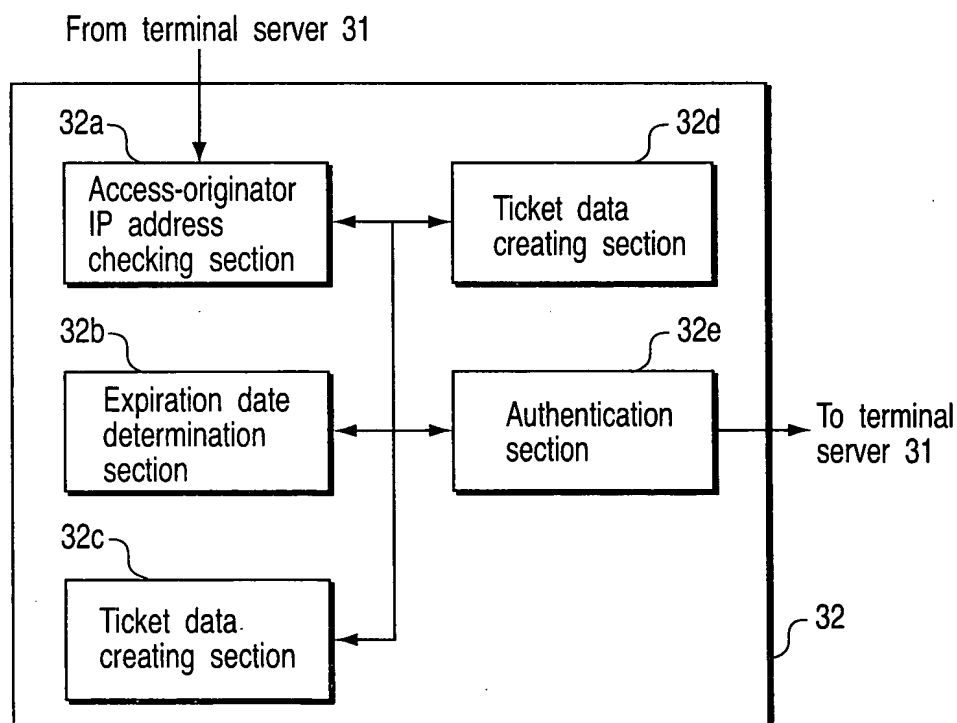 From terminal server 31
32a
Access-originator
IP address
checking section
32d
Ticket data
creating section
32b
Expiration date
determination
section
32e
Authentication
section
To terminal
server 31
32c
Ticket data
creating section
32